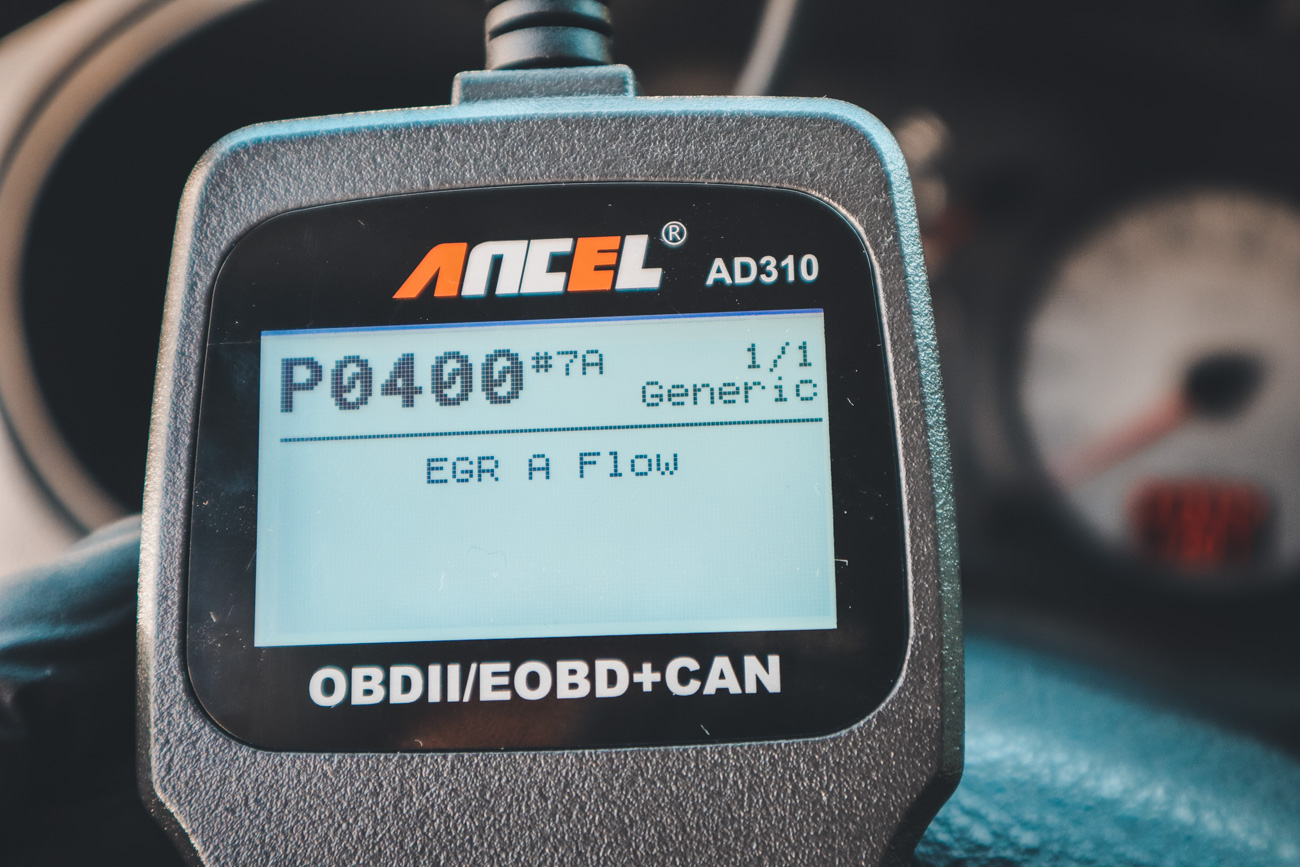 ANCEL®
AD310
P0400#7A 1/1
Generic
EGR A Flow
OBDII/EOBD+CAN